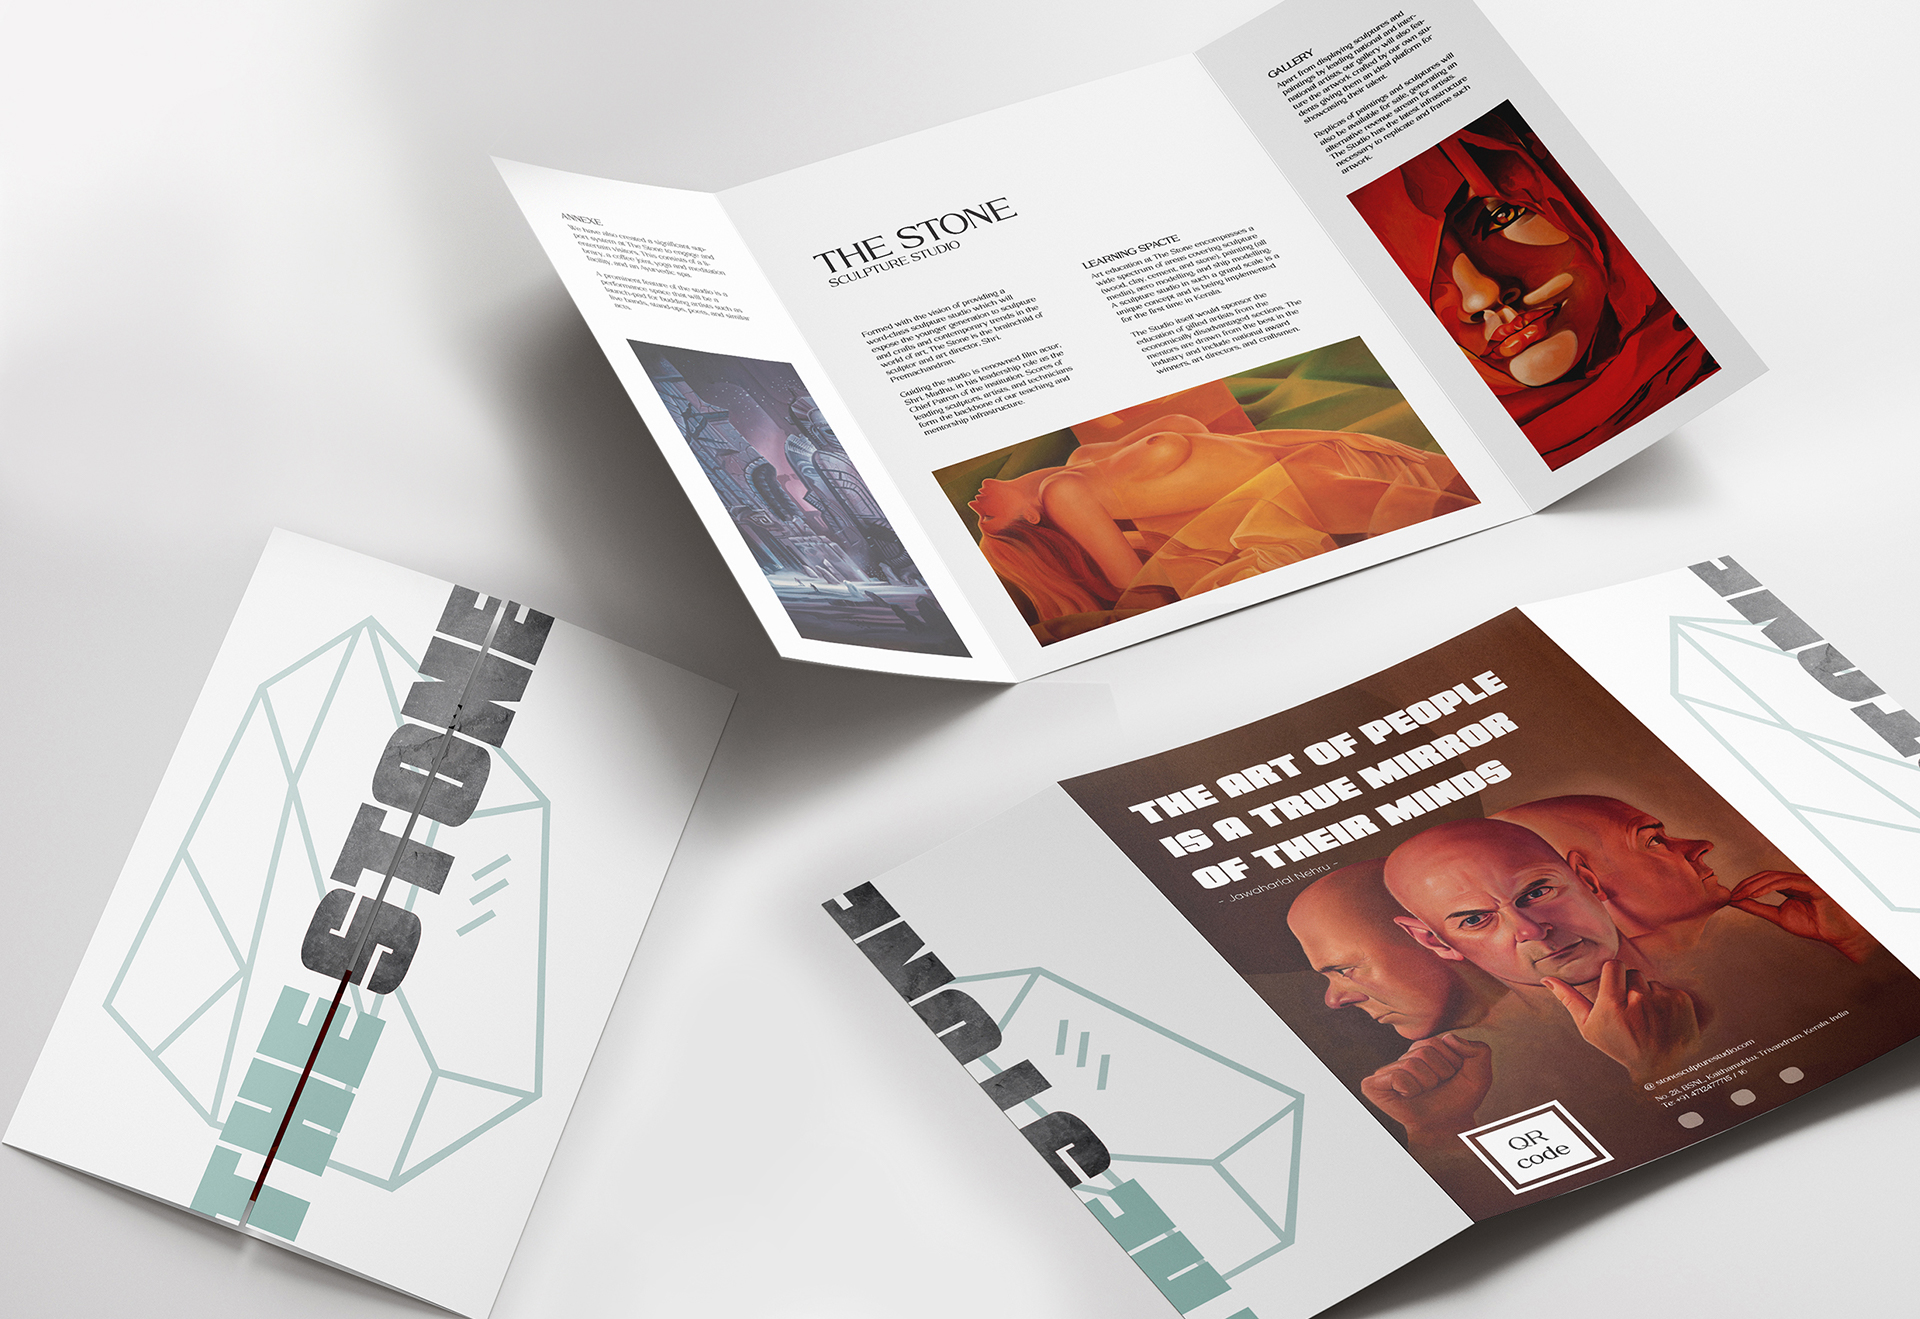 ANNEXE
We have also created a significant sup-
port system at The Stone to engage and
entertain visitors. This consists of a li-
brary, a coffee joint, yoga and meditation
facility, and an Ayurvedic spa.
A prominent feature of the studio is a
performance space that will be a
launch-pad for budding artists such as
live bands, stand-ups, poets, and similar
acts.
THE STONE
SCULPTURE STUDIO
Formed with the vision of providing a
word-class sculpture studio which will
expose the younger generation to sculpture
and crafts and contemporary trends in the
world of art, The Stone is the brainchild of
sculptor and art director, Shri.
Premachandran.
Guiding the studio is renowned film actor,
Shri. Madhu, in his leadership role as the
Chief Patron of the institution. Scores of
leading sculptors, artists, and technicians
form the backbone of our teaching and
mentorship infrastructure.
LEARNING SPACTE
Art education at The Stone encompasses a
wide spectrum of areas covering sculpture
(wood, clay, cement, and stone), painting (all
media), aero modelling, and ship modelling.
A sculpture studio in such a grand scale is a
unique concept and is being implemented
for the first time in Kerala.
The Studio itself would sponsor the
education of gifted artists from the
economically disadvantaged sections. The
mentors are drawn from the best in the
industry and include national award
winners, art directors, and craftsmen.
GALLERY
Apart from displaying sculptures and
paintings by leading national and inter-
national artists, our gallery will also fea-
ture the artwork crafted by our own stu-
dents giving them an ideal platform for
showcasing their talent.
Replicas of paintings and sculptures will
also be available for sale, generating an
alternative revenue stream for artists.
The Studio has the latest infrastructure
necessary to replicate and frame such
artwork.
THE STONE
THE ART OF PEOPLE
IS A TRUE MIRROR
OF THEIR MINDS
- Jawaharlal Nehru -
@ stonesculpturestudio.com
No. 28, BSNL, Kaithamukku, Trivandrum, Kerala, India
Te: +91 4712477715 / 16
QR
code